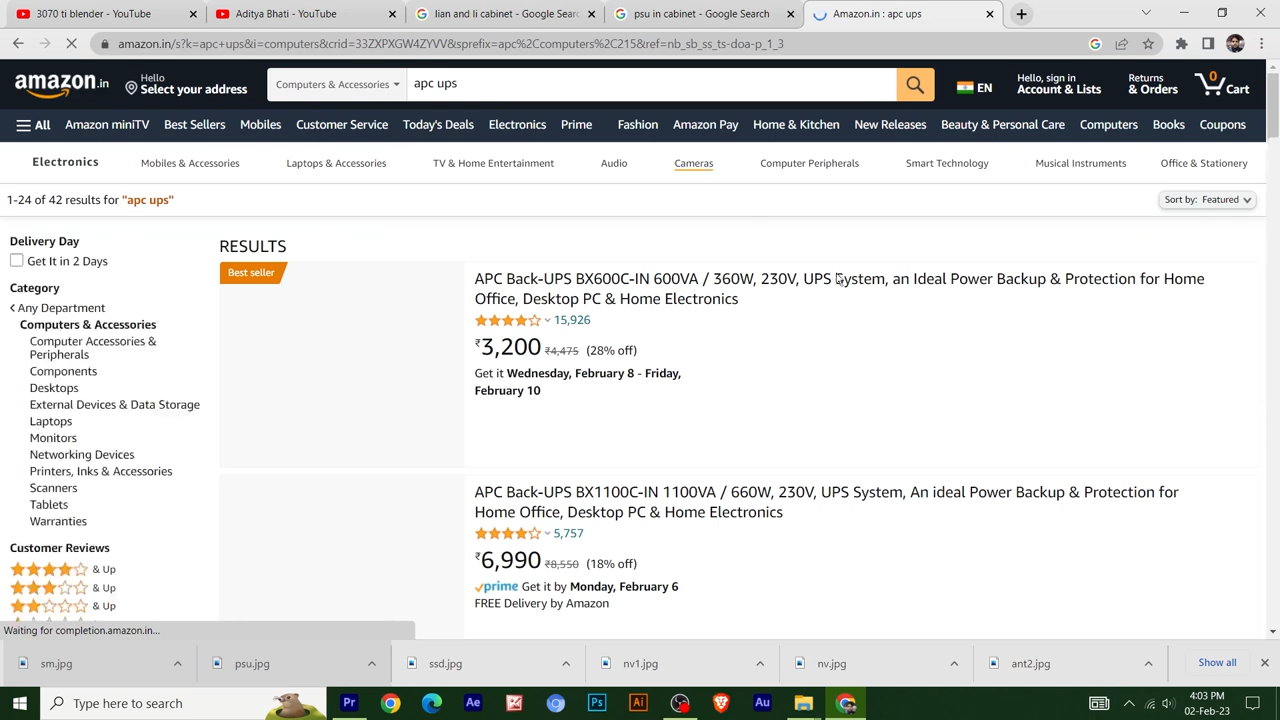 3070 ti blender - YouTube
Aditya Bhati - YouTube
lian and li cabinet - Google Searc
psu in cabinet - Google Search
Amazon.in : apc ups
amazon.in/s?k=apc+ups&i=computers&crid=33ZXPXGW4ZYVV&sprefix=apc%2Ccomputers%2C215&ref=nb_sb_ss_ts-doa-p_1_3
amazon.in
Hello
Select your address
Computers & Accessories
apc ups
EN
Hello, sign in
Account & Lists
Returns
& Orders
0
Cart
All
Amazon miniTV
Best Sellers
Mobiles
Customer Service
Today's Deals
Electronics
Prime
Fashion
Amazon Pay
Home & Kitchen
New Releases
Beauty & Personal Care
Computers
Books
Coupons
Electronics
Mobiles & Accessories
Laptops & Accessories
TV & Home Entertainment
Audio
Cameras
Computer Peripherals
Smart Technology
Musical Instruments
Office & Stationery
1-24 of 42 results for "apc ups"
Sort by: Featured
Delivery Day
Get It in 2 Days
Category
Any Department
Computers & Accessories
Computer Accessories &
Peripherals
Components
Desktops
External Devices & Data Storage
Laptops
Monitors
Networking Devices
Printers, Inks & Accessories
Scanners
Tablets
Warranties
Customer Reviews
& Up
& Up
& Up
RESULTS
Best seller
APC Back-UPS BX600C-IN 600VA / 360W, 230V, UPS System, an Ideal Power Backup & Protection for Home
Office, Desktop PC & Home Electronics
15,926
₹3,200 ₹4,475 (28% off)
Get it Wednesday, February 8 - Friday,
February 10
APC Back-UPS BX1100C-IN 1100VA / 660W, 230V, UPS System, An ideal Power Backup & Protection for
Home Office, Desktop PC & Home Electronics
5,757
₹6,990 ₹8,550 (18% off)
prime Get it by Monday, February 6
FREE Delivery by Amazon
Waiting for completion.amazon.in...
sm.jpg
psu.jpg
ssd.jpg
nv1.jpg
nv.jpg
ant2.jpg
Show all
Type here to search
Pr
Ae
Ps
Ai
Au
4:03 PM
02-Feb-23